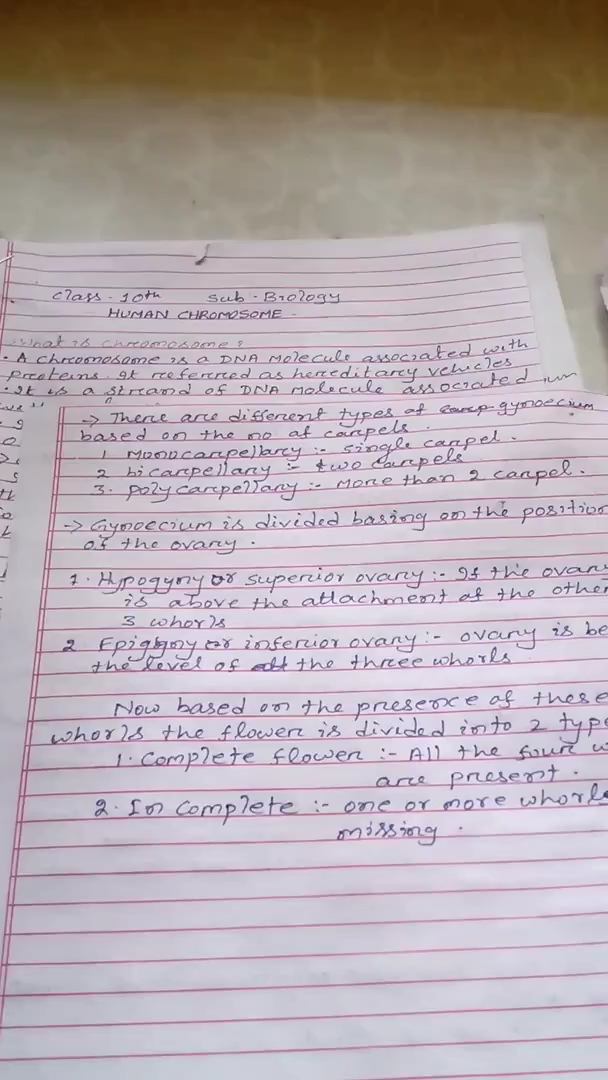 Class - 10th Sub - Biology
HUMAN CHROMOSOME -
What is chromosome ?
• A chromosome is a DNA Molecule associated with
proteins. It referred as hereditary vehicles
• It is a strand of DNA molecule associated
→ There are different types of gynoecium
based on the no of carpels.
1 Monocarpellary :- single carpel.
2 bicarpellary :- two carpels
3. polycarpellary :- More than 2 carpel.
→ Gynoecium is divided basing on the position
of the ovary.
1. Hypogyny or superior ovary :- If the ovary
is above the attachment of the other
3 whorls
2 Epigyny or inferior ovary :- ovary is be
the level of the three whorls
Now based on the presence of these
whorls the flower is divided into 2 type
1. Complete flower :- All the four w
are present.
2. In complete :- one or more whorls
missing.